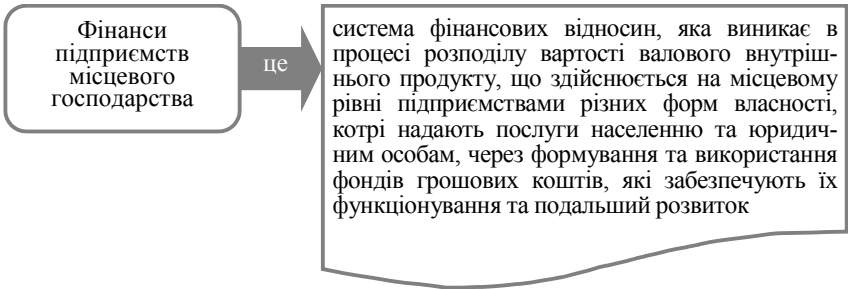 Фінанси
підприємств
місцевого
господарства
це
система фінансових відносин, яка виникає в
процесі розподілу вартості валового внутріш-
нього продукту, що здійснюється на місцевому
рівні підприємствами різних форм власності,
котрі надають послуги населенню та юридич-
ним особам, через формування та використання
фондів грошових коштів, які забезпечують їх
функціонування та подальший розвиток